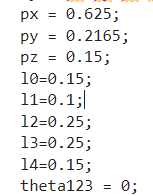 px = 0.625;
py = 0.2165;
pz = 0.15;
l0=0.15;
l1=0.1;
l2=0.25;
l3=0.25;
l4=0.15;
theta123 = 0;